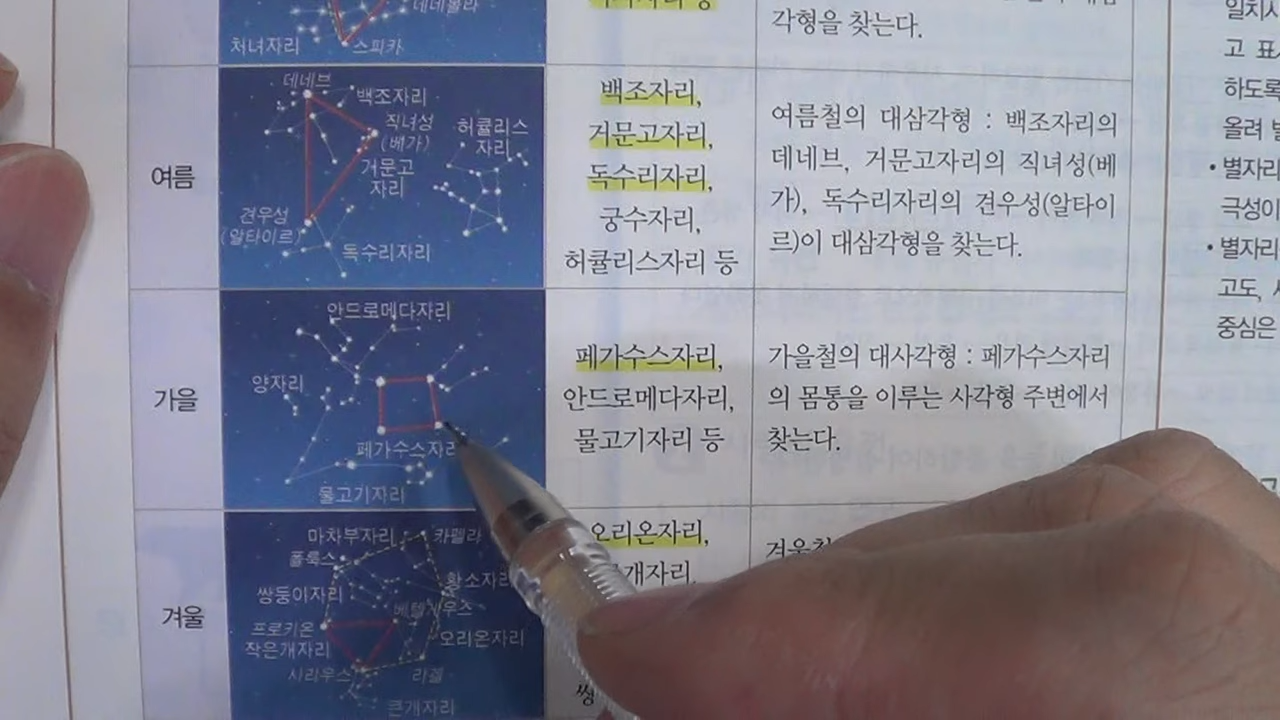 데네볼라
처녀자리
스피카
각형을 찾는다.
일치시
고 표시
하도록
올려
• 별자리
극성이
• 별자리
고도,
중심은
여름
데네브
백조자리
직녀성
(베가)
허큘리스
자리
거문고
자리
견우성
(알타이르)
독수리자리
백조자리,
거문고자리,
독수리자리,
궁수자리,
허큘리스자리 등
여름철의 대삼각형 : 백조자리의
데네브, 거문고자리의 직녀성(베
가), 독수리자리의 견우성(알타이
르)이 대삼각형을 찾는다.
가을
안드로메다자리
양자리
페가수스자리
물고기자리
페가수스자리,
안드로메다자리,
물고기자리 등
가을철의 대사각형 : 페가수스자리
의 몸통을 이루는 사각형 주변에서
찾는다.
겨울
마차부자리
카펠라
폴룩스
황소자리
쌍둥이자리
베텔게우스
프로키온
작은개자리
오리온자리
시리우스
리겔
큰개자리
오리온자리,
개자리,